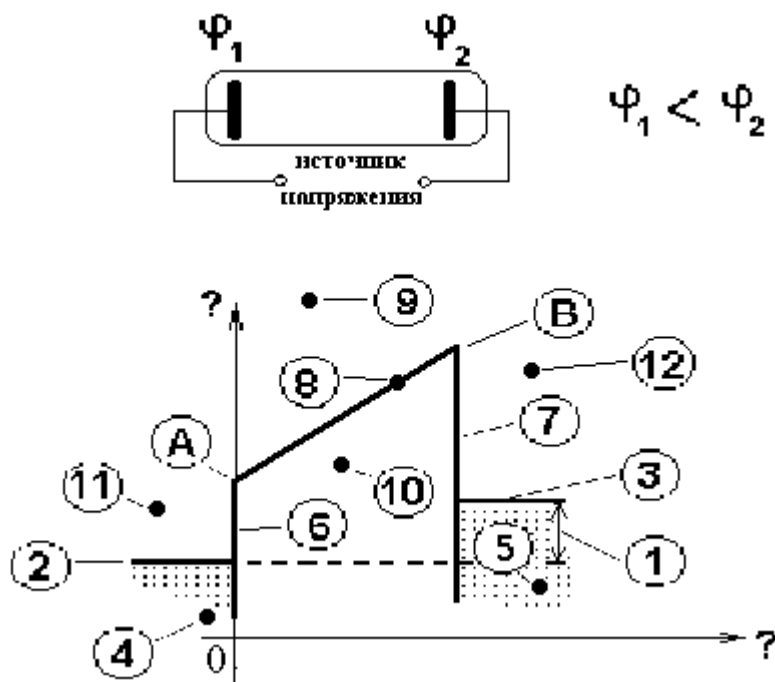 φ₁ φ₂
φ₁ < φ₂
источник
напряжения
? 9 B
8 12
A 7
11 10 3
6
2 5 1
4 0 ?